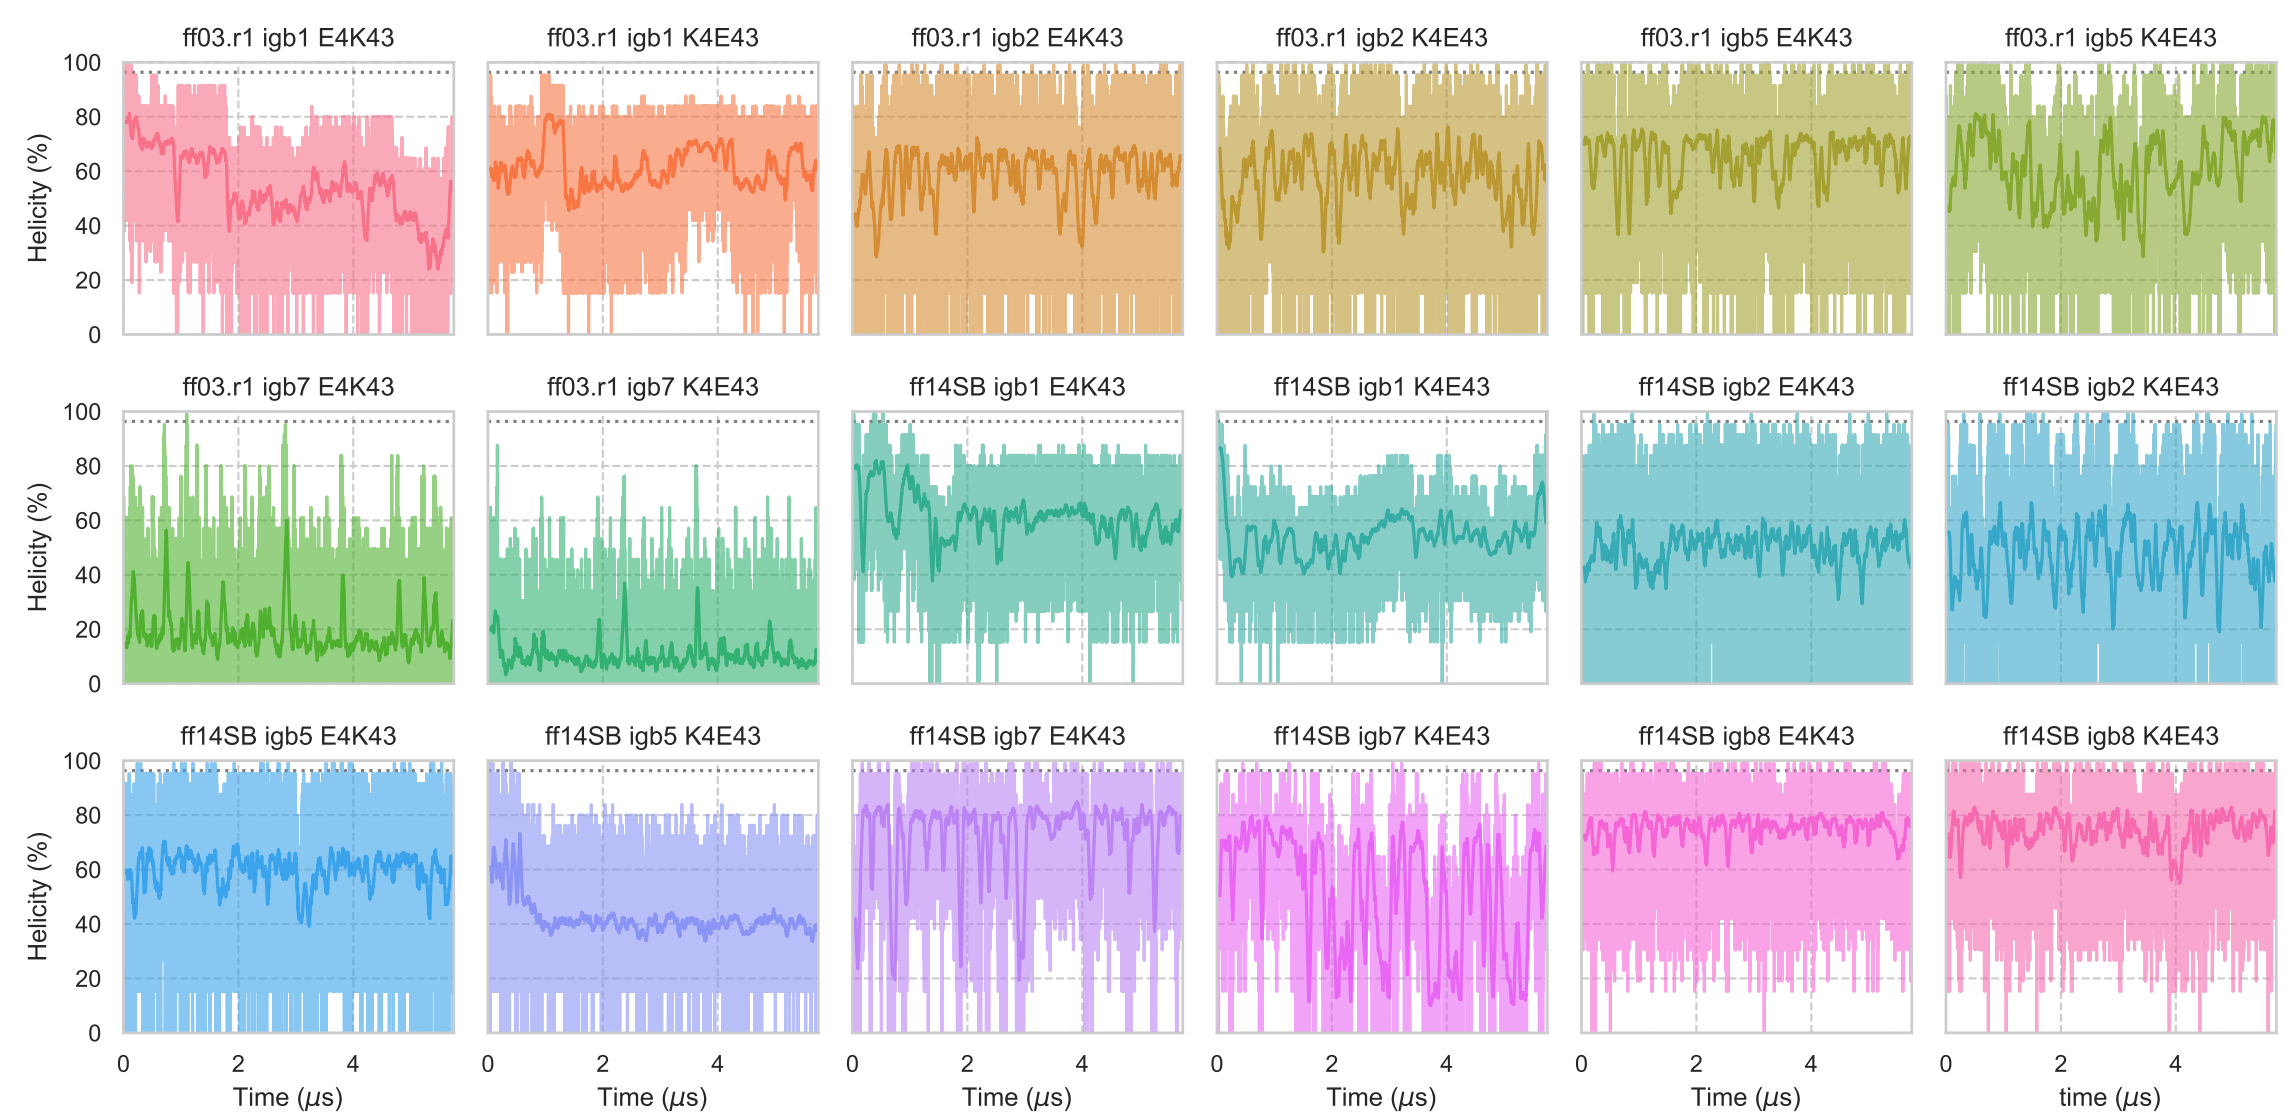 ff03.r1 igb1 E4K43
ff03.r1 igb1 K4E43
ff03.r1 igb2 E4K43
ff03.r1 igb2 K4E43
ff03.r1 igb5 E4K43
ff03.r1 igb5 K4E43
Helicity (%)
100
80
60
40
20
0
ff03.r1 igb7 E4K43
ff03.r1 igb7 K4E43
ff14SB igb1 E4K43
ff14SB igb1 K4E43
ff14SB igb2 E4K43
ff14SB igb2 K4E43
Helicity (%)
100
80
60
40
20
0
ff14SB igb5 E4K43
ff14SB igb5 K4E43
ff14SB igb7 E4K43
ff14SB igb7 K4E43
ff14SB igb8 E4K43
ff14SB igb8 K4E43
Helicity (%)
100
80
60
40
20
0
0 2 4
0 2 4
0 2 4
0 2 4
0 2 4
0 2 4
Time (μs)
Time (μs)
Time (μs)
Time (μs)
Time (μs)
time (μs)